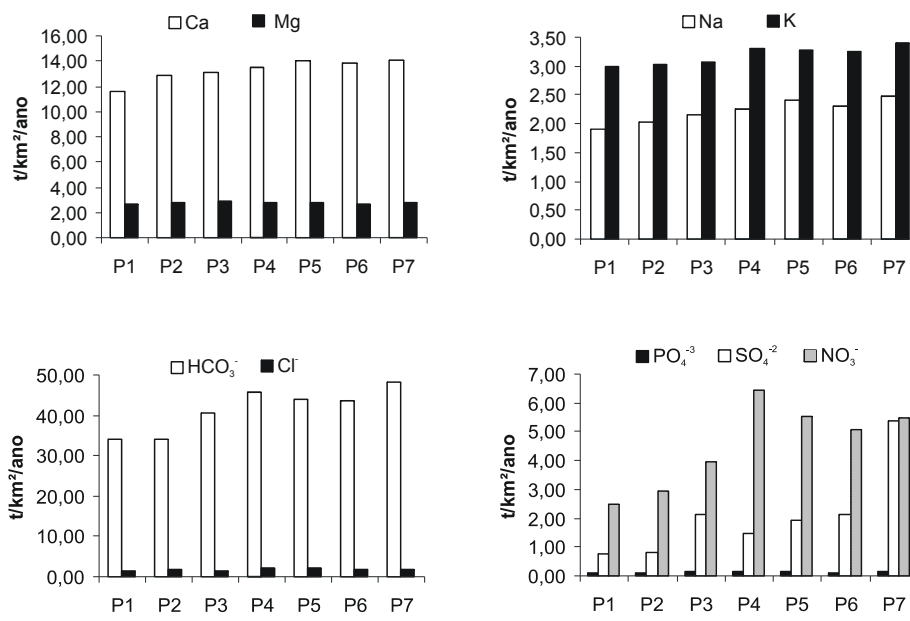 Ca Mg
t/km²/ano
16,00
14,00
12,00
10,00
8,00
6,00
4,00
2,00
0,00
P1 P2 P3 P4 P5 P6 P7
Na K
t/km²/ano
3,50
3,00
2,50
2,00
1,50
1,00
0,50
0,00
P1 P2 P3 P4 P5 P6 P7
HCO₃⁻ Cl⁻
t/km²/ano
50,00
40,00
30,00
20,00
10,00
0,00
P1 P2 P3 P4 P5 P6 P7
PO₄⁻³ SO₄⁻² NO₃⁻
t/km²/ano
7,00
6,00
5,00
4,00
3,00
2,00
1,00
0,00
P1 P2 P3 P4 P5 P6 P7